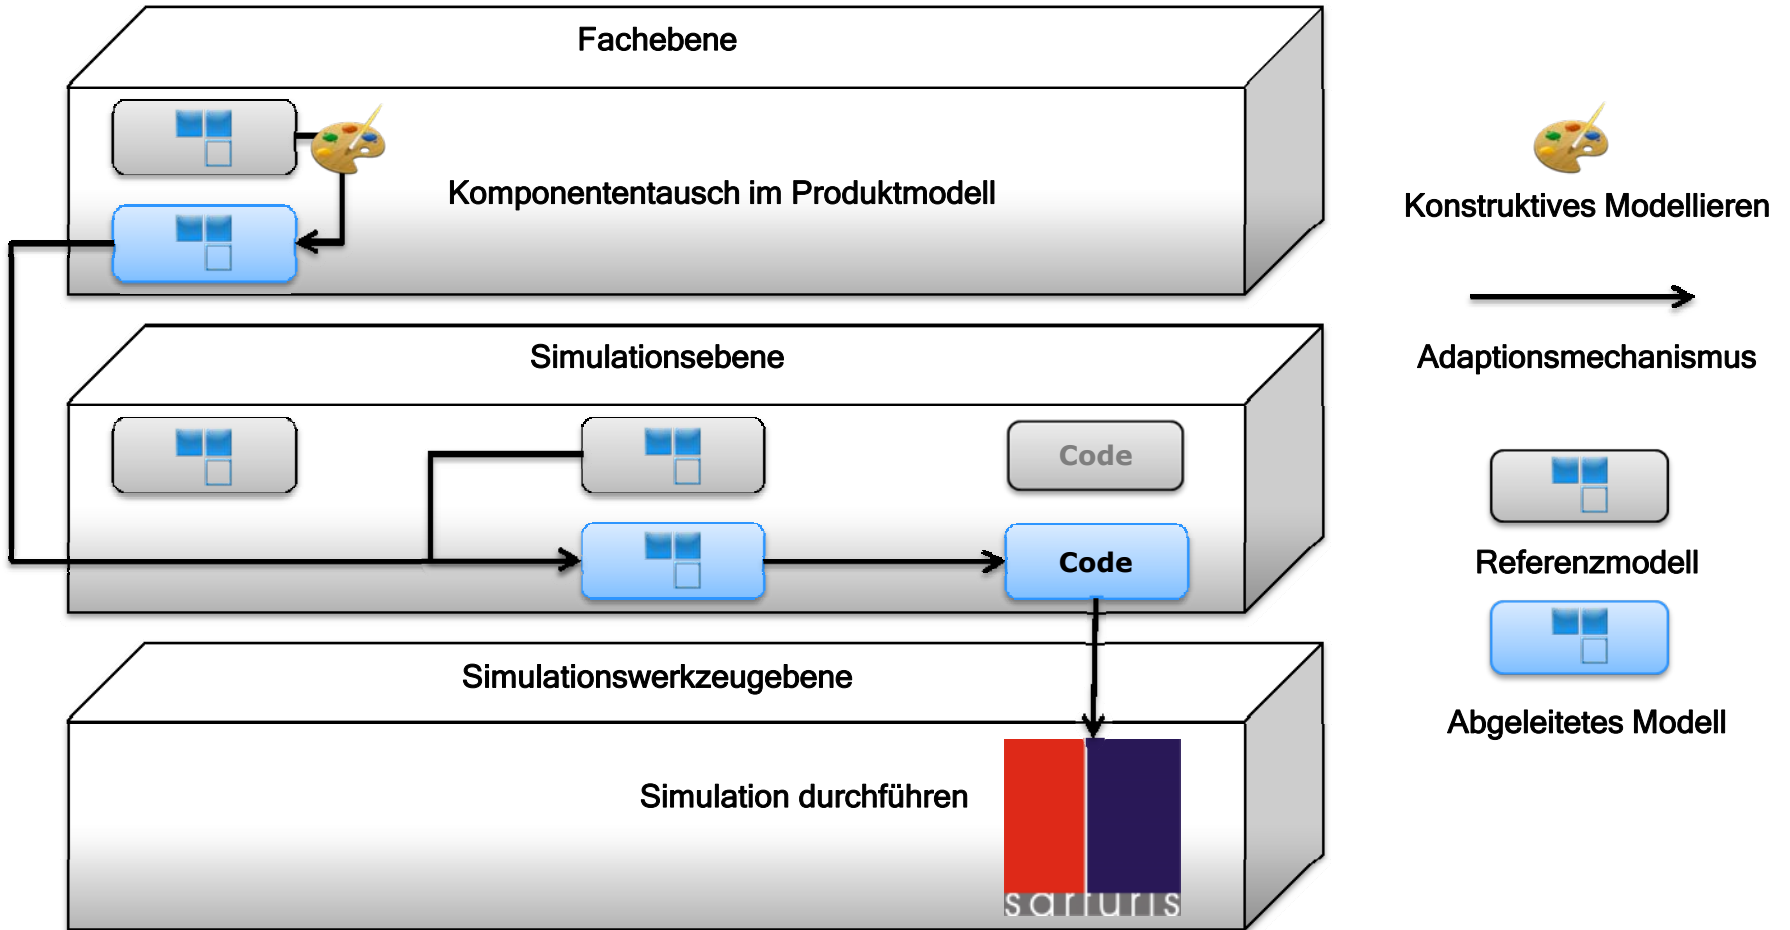 Fachebene
Komponententausch im Produktmodell
Konstruktives Modellieren
Adaptionsmechanismus
Simulationsebene
Code
Code
Referenzmodell
Abgeleitetes Modell
Simulationswerkzeugebene
Simulation durchführen
sarturis